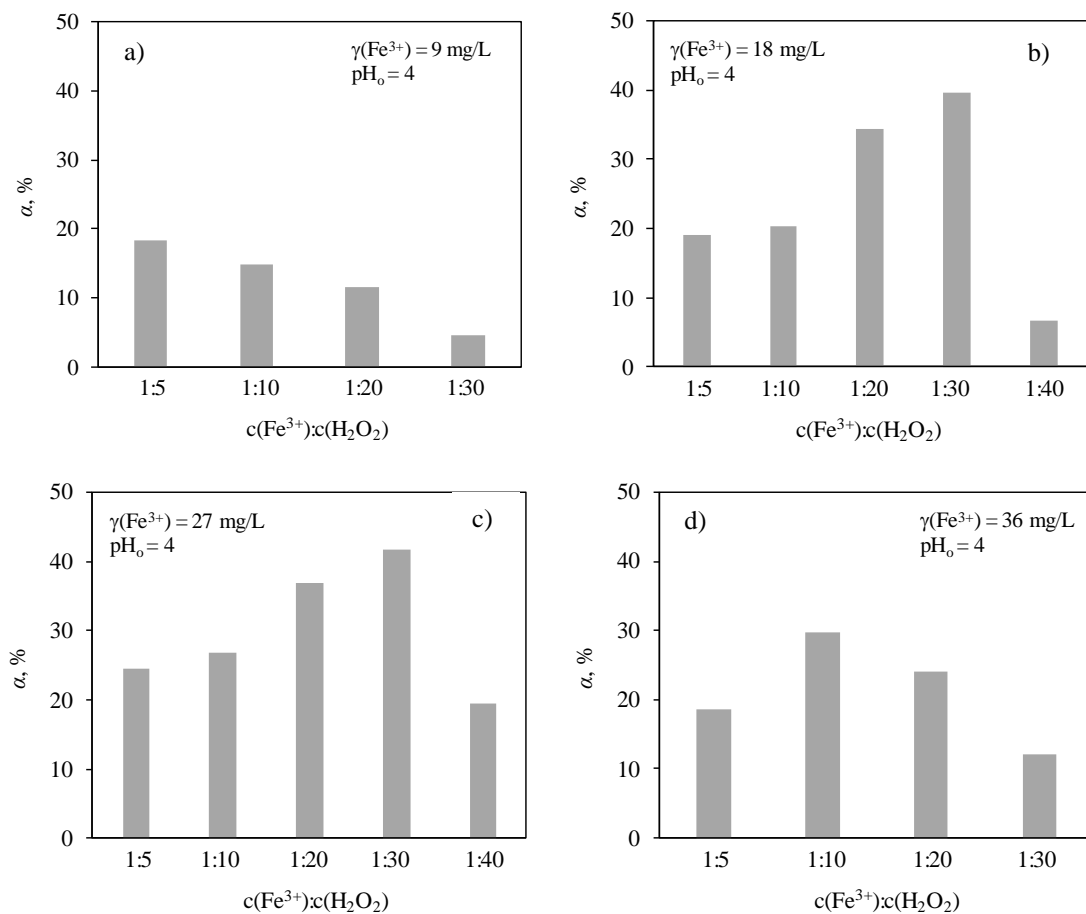 a)
γ(Fe³⁺) = 9 mg/L
pHₒ = 4
50
40
30
20
10
0
α, %
1:5 1:10 1:20 1:30
c(Fe³⁺):c(H₂O₂)
b)
γ(Fe³⁺) = 18 mg/L
pHₒ = 4
50
40
30
20
10
0
α, %
1:5 1:10 1:20 1:30 1:40
c(Fe³⁺):c(H₂O₂)
c)
γ(Fe³⁺) = 27 mg/L
pHₒ = 4
50
40
30
20
10
0
α, %
1:5 1:10 1:20 1:30 1:40
c(Fe³⁺):c(H₂O₂)
d)
γ(Fe³⁺) = 36 mg/L
pHₒ = 4
50
40
30
20
10
0
α, %
1:5 1:10 1:20 1:30
c(Fe³⁺):c(H₂O₂)